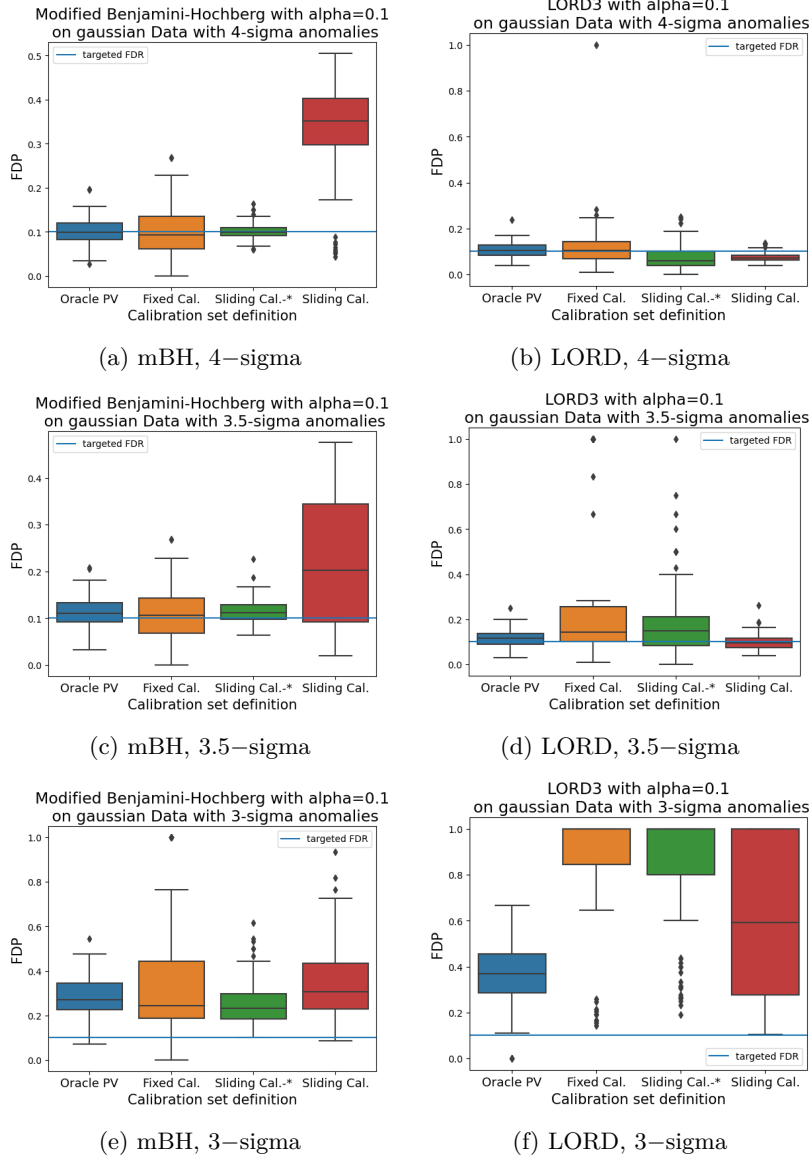 Modified Benjamini-Hochberg with alpha=0.1
on gaussian Data with 4-sigma anomalies
targeted FDR
0.5
0.4
0.3
0.2
0.1
0.0
FDP
Oracle PV Fixed Cal. Sliding Cal.-* Sliding Cal.
Calibration set definition
(a) mBH, 4−sigma
LORD3 with alpha=0.1
on gaussian Data with 4-sigma anomalies
targeted FDR
1.0
0.8
0.6
0.4
0.2
0.0
FDP
Oracle PV Fixed Cal. Sliding Cal.-* Sliding Cal.
Calibration set definition
(b) LORD, 4−sigma
Modified Benjamini-Hochberg with alpha=0.1
on gaussian Data with 3.5-sigma anomalies
targeted FDR
0.4
0.3
0.2
0.1
0.0
FDP
Oracle PV Fixed Cal. Sliding Cal.-* Sliding Cal.
Calibration set definition
(c) mBH, 3.5−sigma
LORD3 with alpha=0.1
on gaussian Data with 3.5-sigma anomalies
targeted FDR
1.0
0.8
0.6
0.4
0.2
0.0
FDP
Oracle PV Fixed Cal. Sliding Cal.-* Sliding Cal.
Calibration set definition
(d) LORD, 3.5−sigma
Modified Benjamini-Hochberg with alpha=0.1
on gaussian Data with 3-sigma anomalies
targeted FDR
1.0
0.8
0.6
0.4
0.2
0.0
FDP
Oracle PV Fixed Cal. Sliding Cal.-* Sliding Cal.
Calibration set definition
(e) mBH, 3−sigma
LORD3 with alpha=0.1
on gaussian Data with 3-sigma anomalies
1.0
0.8
0.6
0.4
0.2
0.0
FDP
targeted FDR
Oracle PV Fixed Cal. Sliding Cal.-* Sliding Cal.
Calibration set definition
(f) LORD, 3−sigma